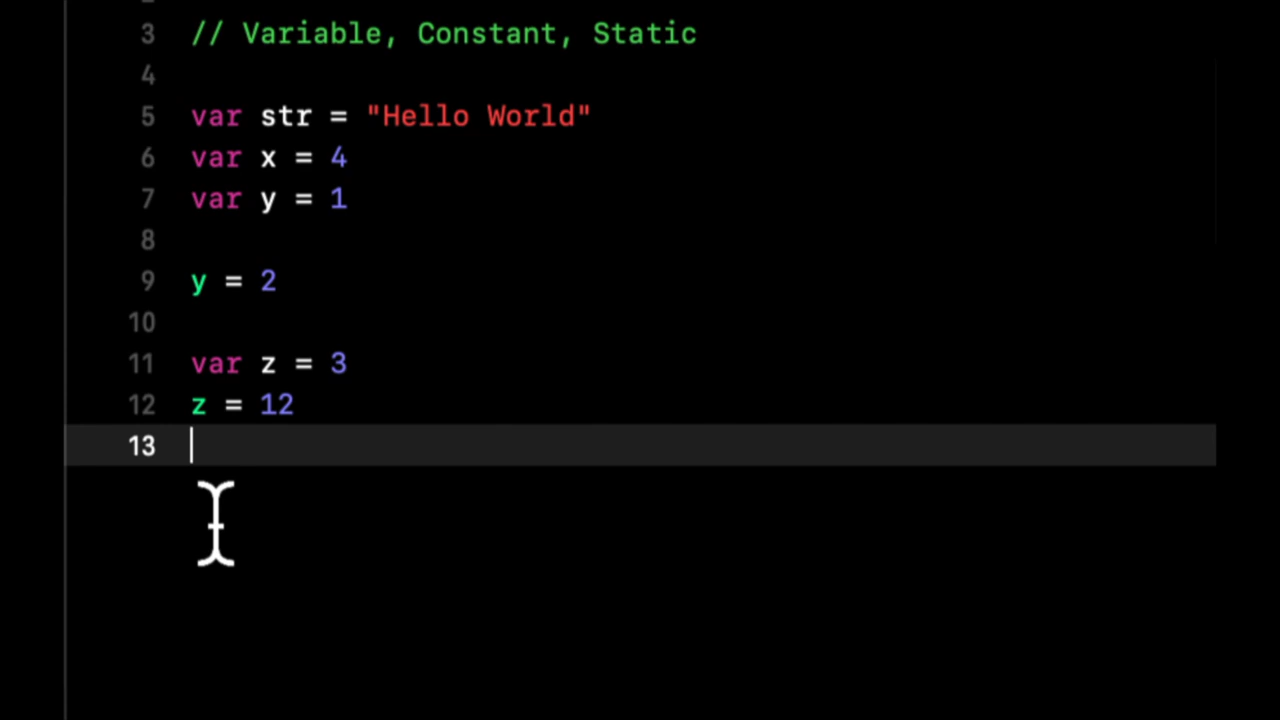 3 // Variable, Constant, Static
4
5 var str = "Hello World"
6 var x = 4
7 var y = 1
8
9 y = 2
10
11 var z = 3
12 z = 12
13